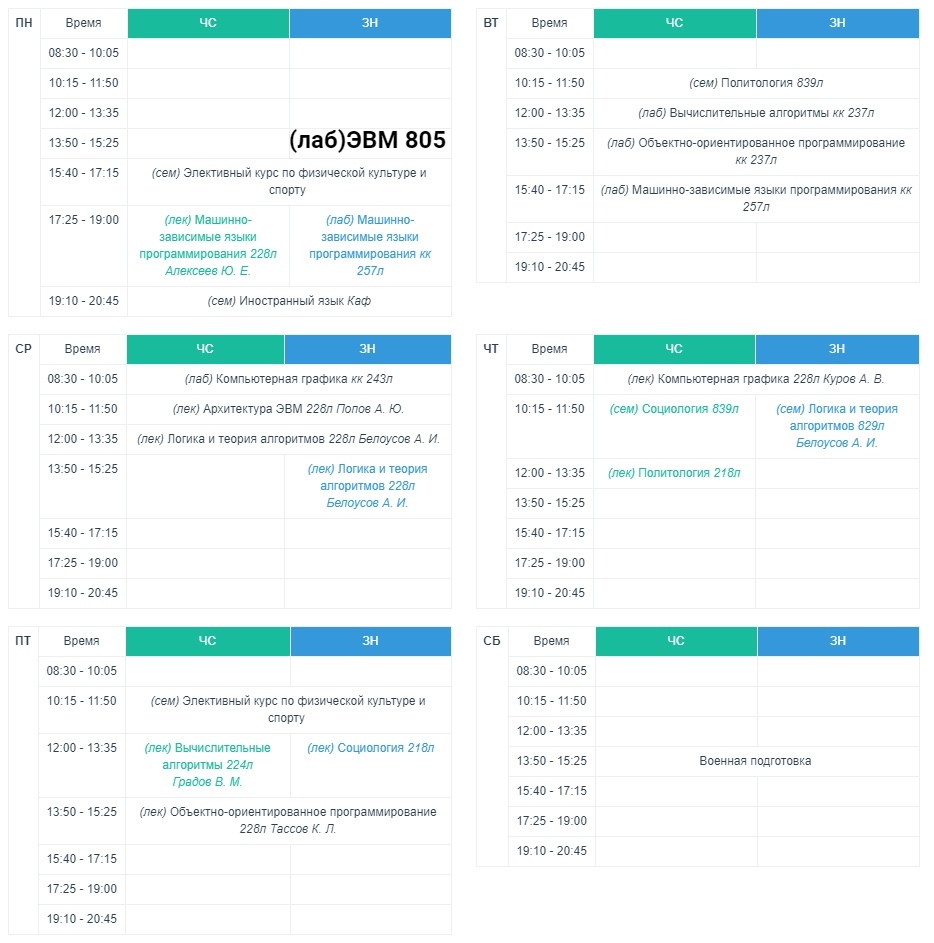 ПН Время ЧС ЗН
08:30 - 10:05
10:15 - 11:50
12:00 - 13:35
13:50 - 15:25 (лаб)ЭВМ 805
15:40 - 17:15 (сем) Элективный курс по физической культуре и
спорту
17:25 - 19:00 (лек) Машинно- (лаб) Машинно-
зависимые языки зависимые языки
программирования 228л программирования кк
Алексеев Ю. Е. 257л
19:10 - 20:45 (сем) Иностранный язык Каф
ВТ Время ЧС ЗН
08:30 - 10:05
10:15 - 11:50 (сем) Политология 839л
12:00 - 13:35 (лаб) Вычислительные алгоритмы кк 237л
13:50 - 15:25 (лаб) Объектно-ориентированное программирование
кк 237л
15:40 - 17:15 (лаб) Машинно-зависимые языки программирования кк
257л
17:25 - 19:00
19:10 - 20:45
СР Время ЧС ЗН
08:30 - 10:05 (лаб) Компьютерная графика кк 243л
10:15 - 11:50 (лек) Архитектура ЭВМ 228л Попов А. Ю.
12:00 - 13:35 (лек) Логика и теория алгоритмов 228л Белоусов А. И.
13:50 - 15:25 (лек) Логика и теория
алгоритмов 228л
Белоусов А. И.
15:40 - 17:15
17:25 - 19:00
19:10 - 20:45
ЧТ Время ЧС ЗН
08:30 - 10:05 (лек) Компьютерная графика 228л Куров А. В.
10:15 - 11:50 (сем) Социология 839л (сем) Логика и теория
алгоритмов 829л
Белоусов А. И.
12:00 - 13:35 (лек) Политология 218л
13:50 - 15:25
15:40 - 17:15
17:25 - 19:00
19:10 - 20:45
ПТ Время ЧС ЗН
08:30 - 10:05
10:15 - 11:50 (сем) Элективный курс по физической культуре и
спорту
12:00 - 13:35 (лек) Вычислительные (лек) Социология 218л
алгоритмы 224л
Градов В. М.
13:50 - 15:25 (лек) Объектно-ориентированное программирование
228л Тассов К. Л.
15:40 - 17:15
17:25 - 19:00
19:10 - 20:45
СБ Время ЧС ЗН
08:30 - 10:05
10:15 - 11:50
12:00 - 13:35
13:50 - 15:25 Военная подготовка
15:40 - 17:15
17:25 - 19:00
19:10 - 20:45